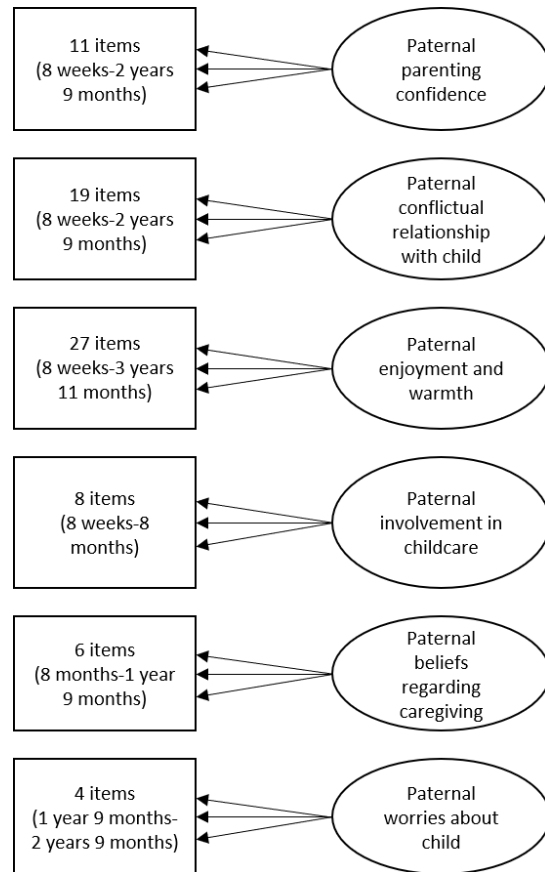 11 items
(8 weeks-2 years
9 months)
Paternal
parenting
confidence
19 items
(8 weeks-2 years
9 months)
Paternal
conflictual
relationship
with child
27 items
(8 weeks-3 years
11 months)
Paternal
enjoyment and
warmth
8 items
(8 weeks-8
months)
Paternal
involvement in
childcare
6 items
(8 months-1 year
9 months)
Paternal
beliefs
regarding
caregiving
4 items
(1 year 9 months-
2 years 9 months)
Paternal
worries about
child